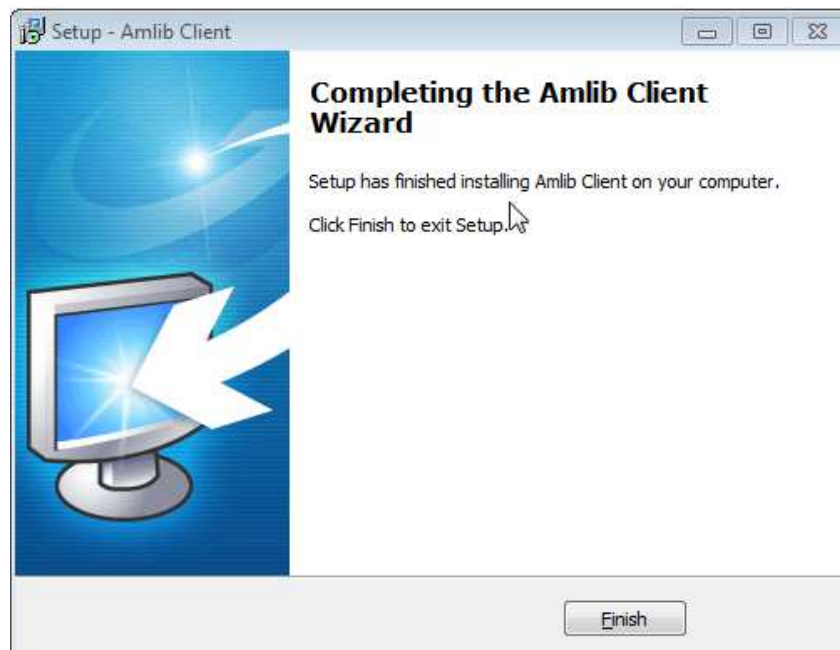 Setup - Amlib Client
Completing the Amlib Client
Wizard
Setup has finished installing Amlib Client on your computer.
Click Finish to exit Setup.
Finish